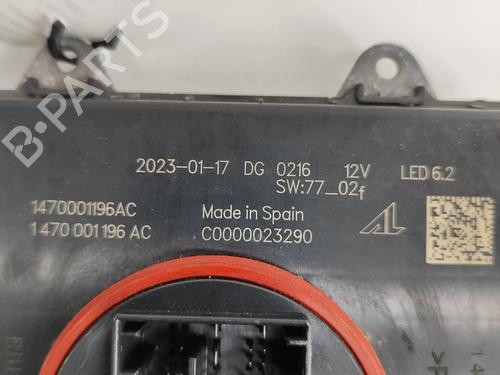 2023-01-17 DG 0216 12V LED 6.2
SW:77_02f
1470001196AC Made in Spain
1 470 001 196 AC C0000023290
AL